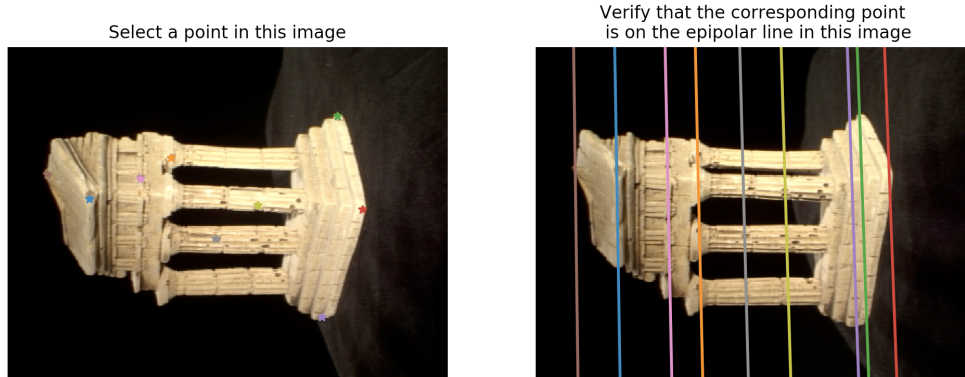 Select a point in this image
Verify that the corresponding point
is on the epipolar line in this image